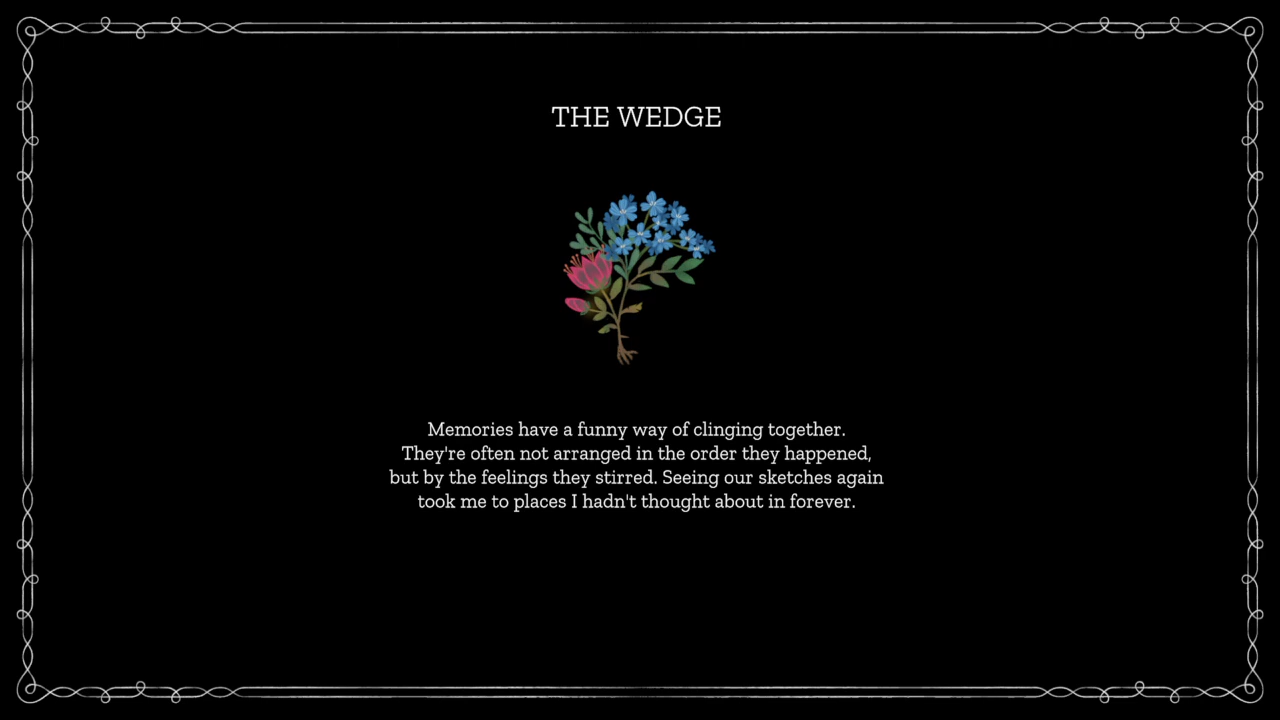 THE WEDGE
Memories have a funny way of clinging together.
They're often not arranged in the order they happened,
but by the feelings they stirred. Seeing our sketches again
took me to places I hadn't thought about in forever.